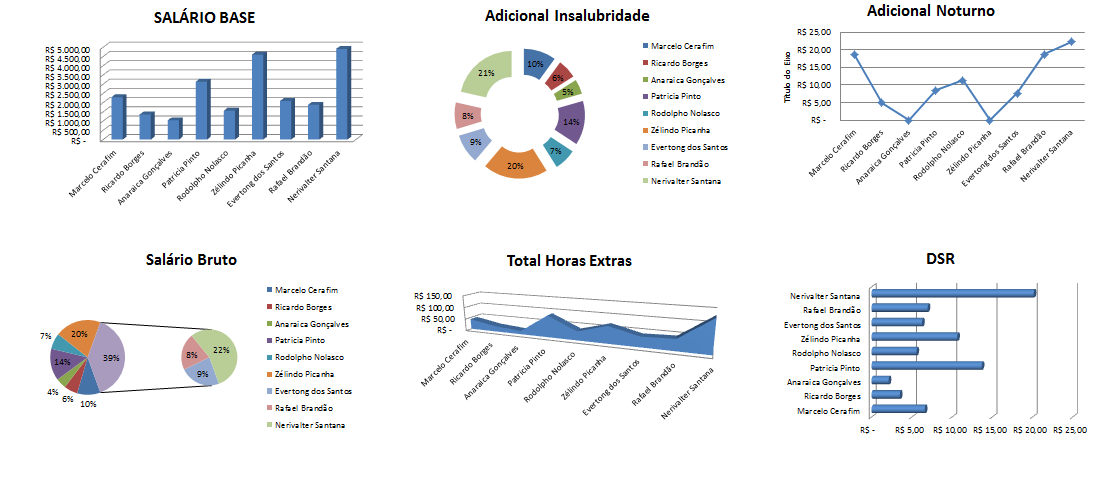 SALÁRIO BASE
R$ 5.000,00
R$ 4.500,00
R$ 4.000,00
R$ 3.500,00
R$ 3.000,00
R$ 2.500,00
R$ 2.000,00
R$ 1.500,00
R$ 1.000,00
R$ 500,00
R$ -
Marcelo Cerafim
Ricardo Borges
Anaraica Gonçalves
Patricia Pinto
Rodolpho Nolasco
Zélindo Picanha
Evertong dos Santos
Rafael Brandão
Nerivalter Santana
Adicional Insalubridade
10%
6%
5%
14%
7%
20%
9%
8%
21%
Marcelo Cerafim
Ricardo Borges
Anaraica Gonçalves
Patricia Pinto
Rodolpho Nolasco
Zélindo Picanha
Evertong dos Santos
Rafael Brandão
Nerivalter Santana
Adicional Noturno
Título do Eixo
R$ 25,00
R$ 20,00
R$ 15,00
R$ 10,00
R$ 5,00
R$ -
Marcelo Cerafim
Ricardo Borges
Anaraica Gonçalves
Patricia Pinto
Rodolpho Nolasco
Zélindo Picanha
Evertong dos Santos
Rafael Brandão
Nerivalter Santana
Salário Bruto
20%
7%
14%
4%
6%
10%
39%
8%
22%
9%
Marcelo Cerafim
Ricardo Borges
Anaraica Gonçalves
Patricia Pinto
Rodolpho Nolasco
Zélindo Picanha
Evertong dos Santos
Rafael Brandão
Nerivalter Santana
Total Horas Extras
R$ 150,00
R$ 100,00
R$ 50,00
R$ -
Marcelo Cerafim
Ricardo Borges
Anaraica Gonçalves
Patricia Pinto
Rodolpho Nolasco
Zélindo Picanha
Evertong dos Santos
Rafael Brandão
Nerivalter Santana
DSR
Nerivalter Santana
Rafael Brandão
Evertong dos Santos
Zélindo Picanha
Rodolpho Nolasco
Patricia Pinto
Anaraica Gonçalves
Ricardo Borges
Marcelo Cerafim
R$ - R$ 5,00 R$ 10,00 R$ 15,00 R$ 20,00 R$ 25,00